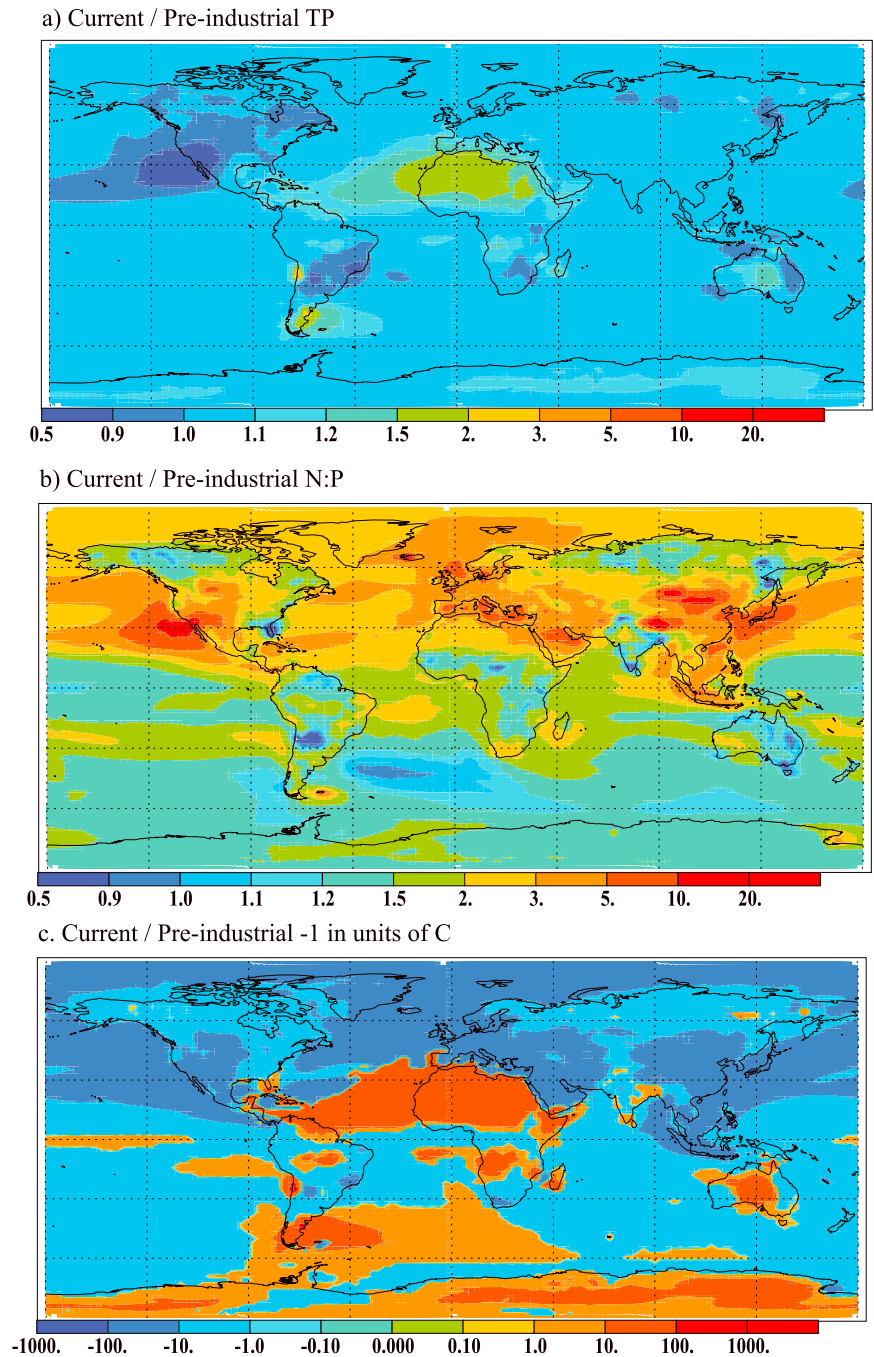 a) Current / Pre-industrial TP
0.5 0.9 1.0 1.1 1.2 1.5 2. 3. 5. 10. 20.
b) Current / Pre-industrial N:P
0.5 0.9 1.0 1.1 1.2 1.5 2. 3. 5. 10. 20.
c. Current / Pre-industrial -1 in units of C
-1000. -100. -10. -1.0 -0.10 0.000 0.10 1.0 10. 100. 1000.